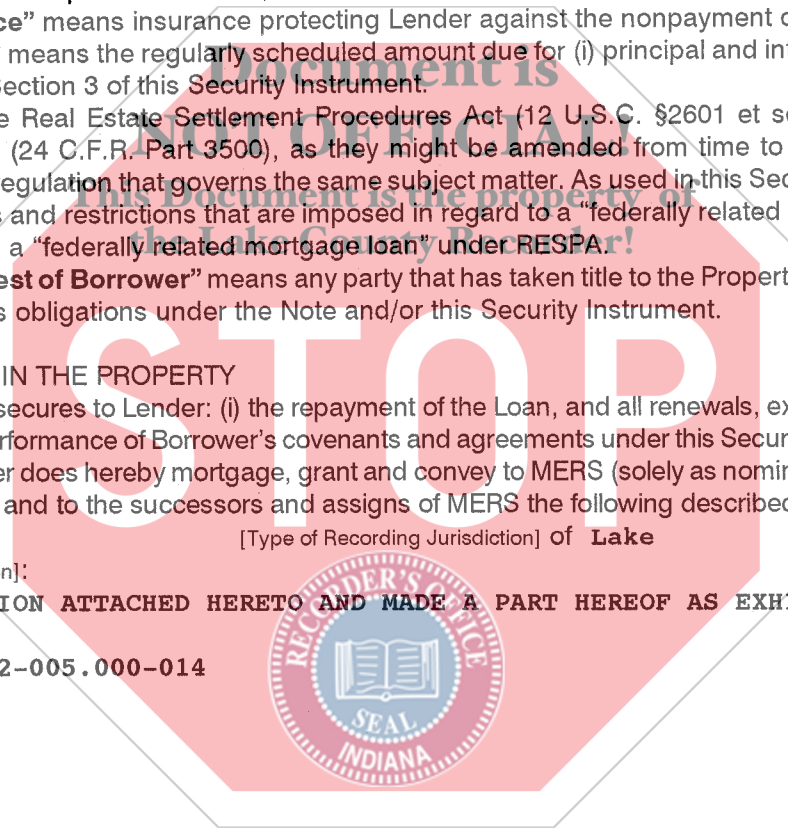 ce” means insurance protecting Lender against the nonpayment o
means the regularly scheduled amount due for (i) principal and int
Section 3 of this Security Instrument.
e Real Estate Settlement Procedures Act (12 U.S.C. §2601 et se
(24 C.F.R. Part 3500), as they might be amended from time to
egulation that governs the same subject matter. As used in this Sec
s and restrictions that are imposed in regard to a “federally related
a “federally related mortgage loan” under RESPA.
est of Borrower” means any party that has taken title to the Propert
s obligations under the Note and/or this Security Instrument.
IN THE PROPERTY
secures to Lender: (i) the repayment of the Loan, and all renewals, ex
rformance of Borrower’s covenants and agreements under this Secur
er does hereby mortgage, grant and convey to MERS (solely as nomin
and to the successors and assigns of MERS the following described
[Type of Recording Jurisdiction] of Lake
n]:
ION ATTACHED HERETO AND MADE A PART HEREOF AS EXHI
2-005.000-014
Document is
NOT OFFICIAL!
This Document is the property of
the Lake County Recorder!
STOP
RECORDER'S OFFICE
SEAL
INDIANA